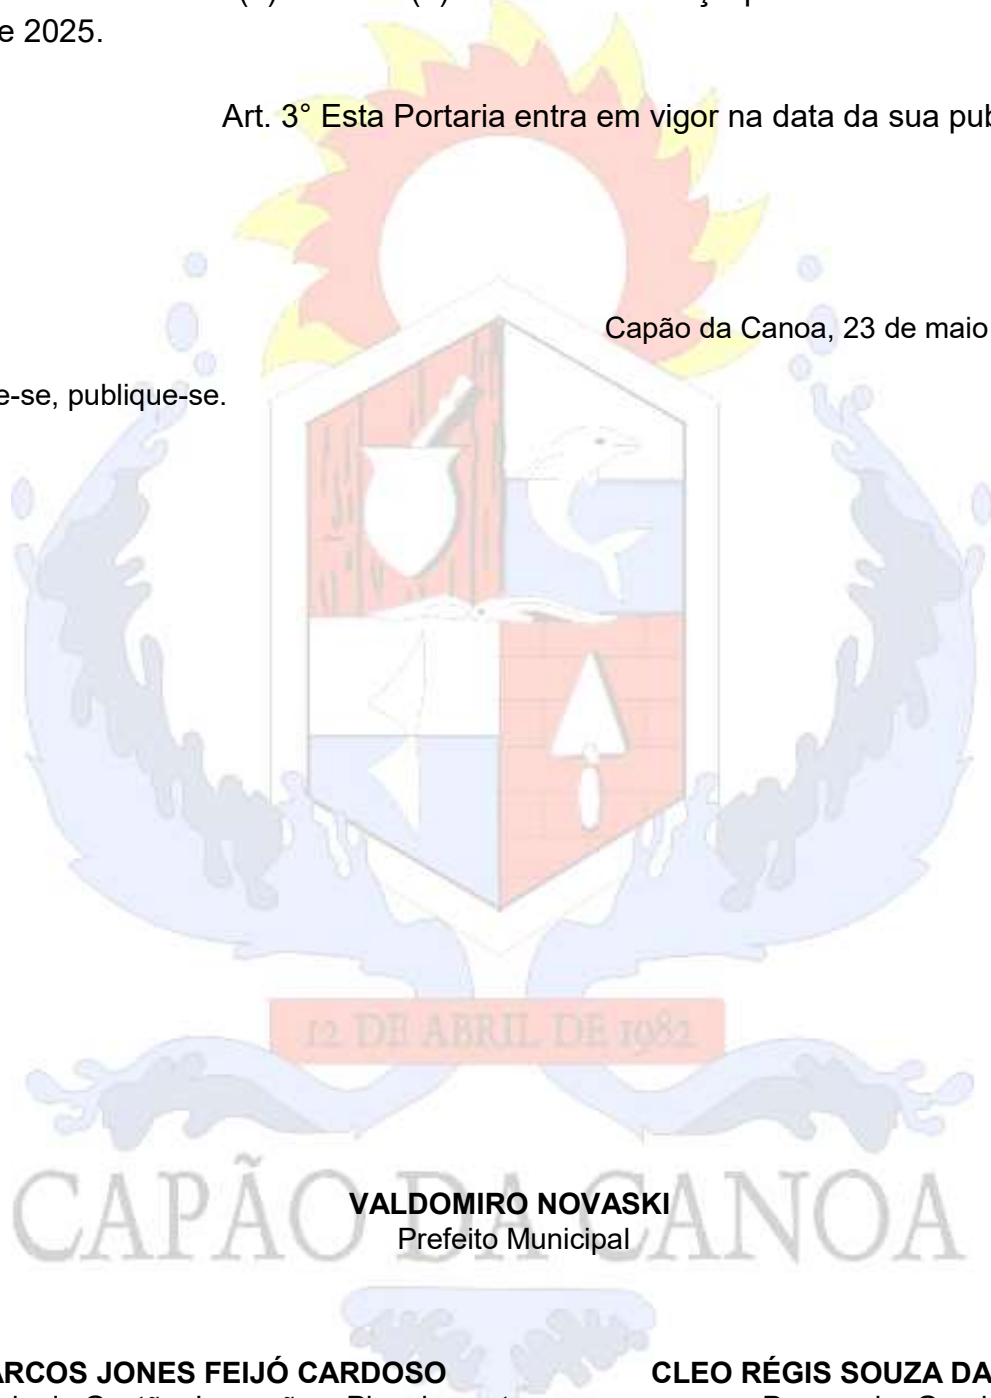 e 2025.
Art. 3° Esta Portaria entra em vigor na data da sua pub
Capão da Canoa, 23 de maio
e-se, publique-se.
12 DE ABRIL DE 1982
CAPÃO DA CANOA
VALDOMIRO NOVASKI
Prefeito Municipal
ARCOS JONES FEIJÓ CARDOSO
CLEO RÉGIS SOUZA DA